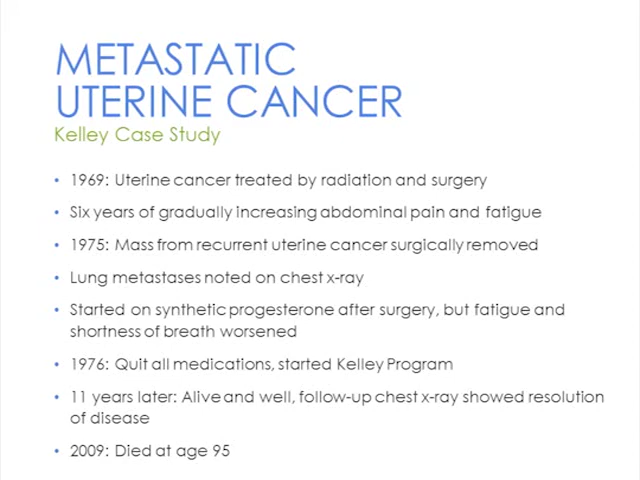 METASTATIC
UTERINE CANCER
Kelley Case Study
• 1969: Uterine cancer treated by radiation and surgery
• Six years of gradually increasing abdominal pain and fatigue
• 1975: Mass from recurrent uterine cancer surgically removed
• Lung metastases noted on chest x-ray
• Started on synthetic progesterone after surgery, but fatigue and
shortness of breath worsened
• 1976: Quit all medications, started Kelley Program
• 11 years later: Alive and well, follow-up chest x-ray showed resolution
of disease
• 2009: Died at age 95